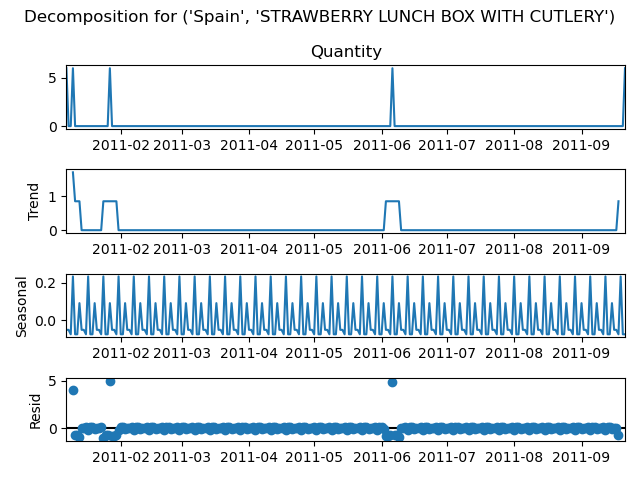 Decomposition for ('Spain', 'STRAWBERRY LUNCH BOX WITH CUTLERY')
Quantity
5
0
2011-02 2011-03 2011-04 2011-05 2011-06 2011-07 2011-08 2011-09
Trend
1
0
2011-02 2011-03 2011-04 2011-05 2011-06 2011-07 2011-08 2011-09
Seasonal
0.2
0.0
2011-02 2011-03 2011-04 2011-05 2011-06 2011-07 2011-08 2011-09
Resid
5
0
2011-02 2011-03 2011-04 2011-05 2011-06 2011-07 2011-08 2011-09